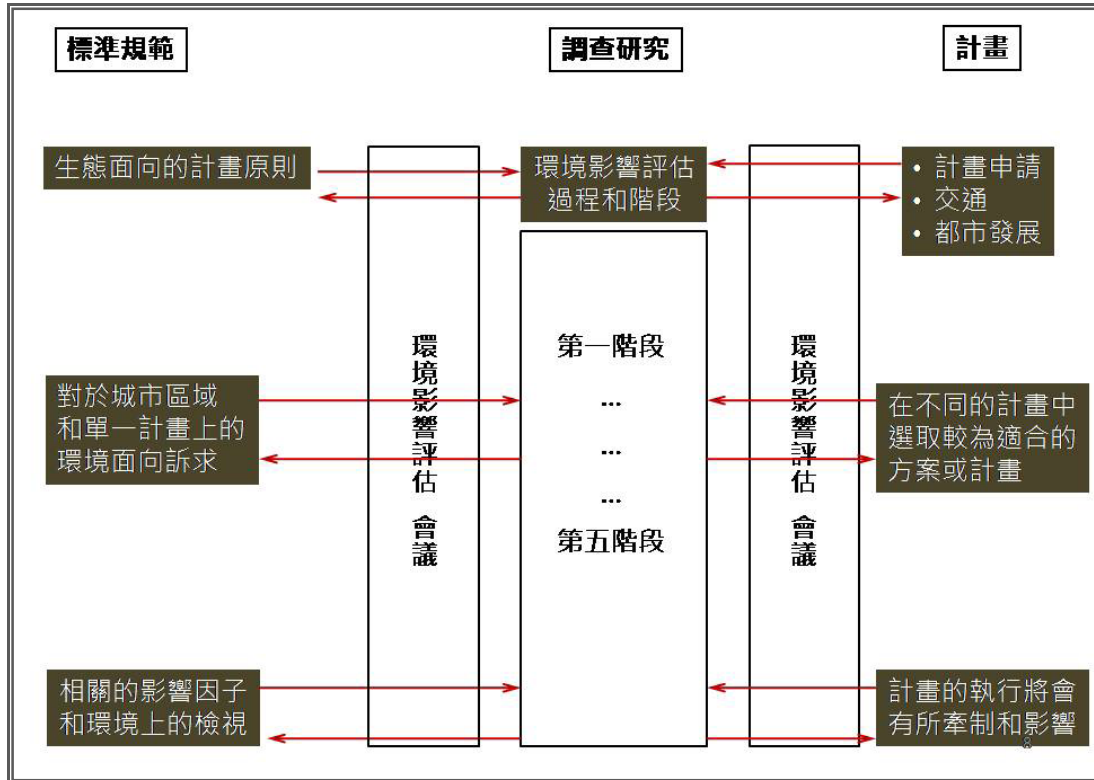 標準規範
調查研究
計畫
生態面向的計畫原則
環境影響評估
過程和階段
• 計畫申請
• 交通
• 都市發展
環境影響評估 會議
第一階段
...
...
...
第五階段
環境影響評估 會議
對於城市區域
和單一計畫上的
環境面向訴求
在不同的計畫中
選取較為適合的
方案或計畫
相關的影響因子
和環境上的檢視
計畫的執行將會
有所牽制和影響
8